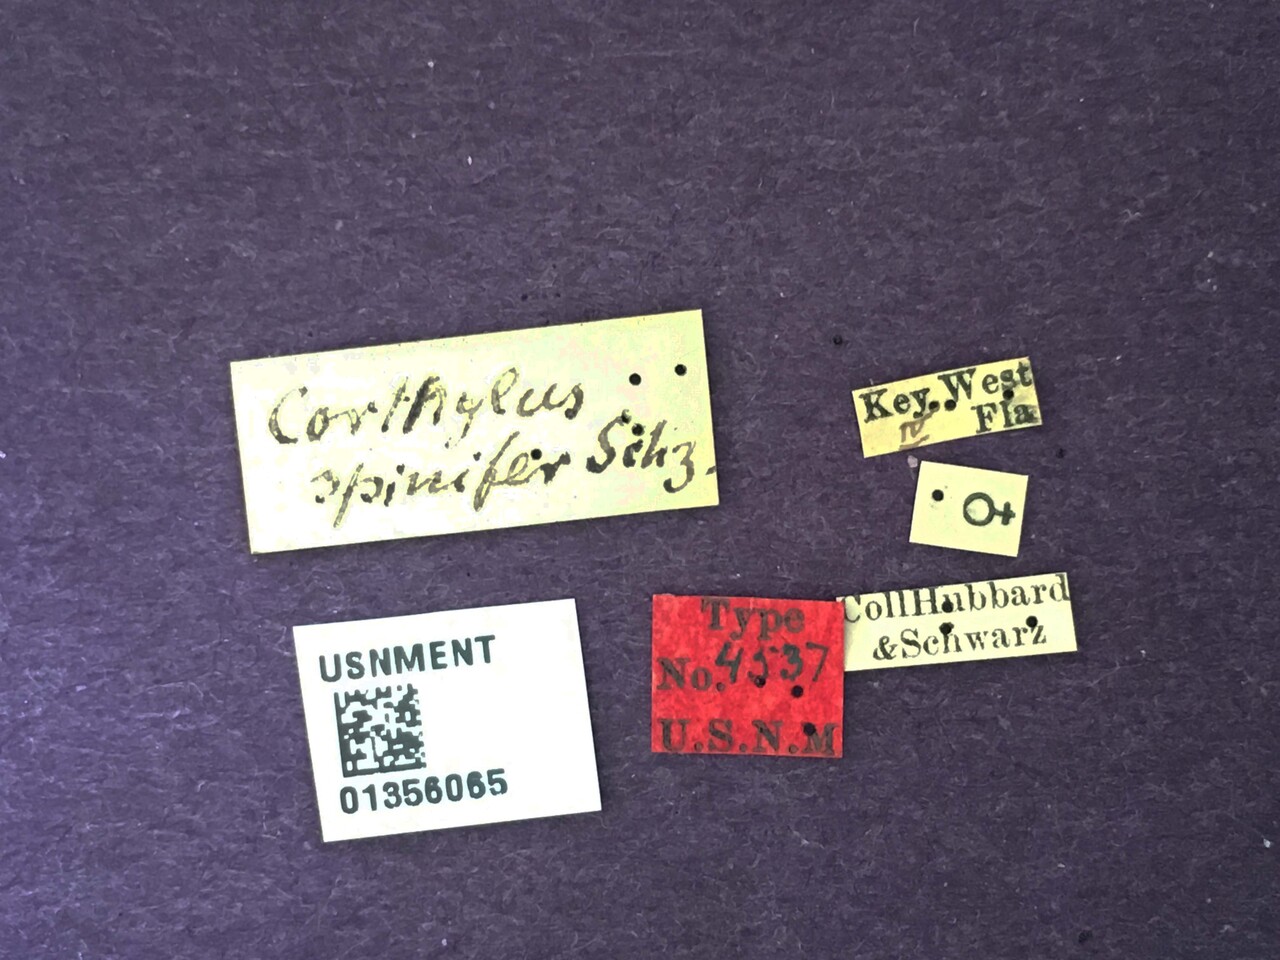 Corthylus
spinifer Schz.
Key West
Fla
IV
♀
Coll Hubbard
& Schwarz
Type
No. 4537
U.S.N.M
USNMENT
01356065